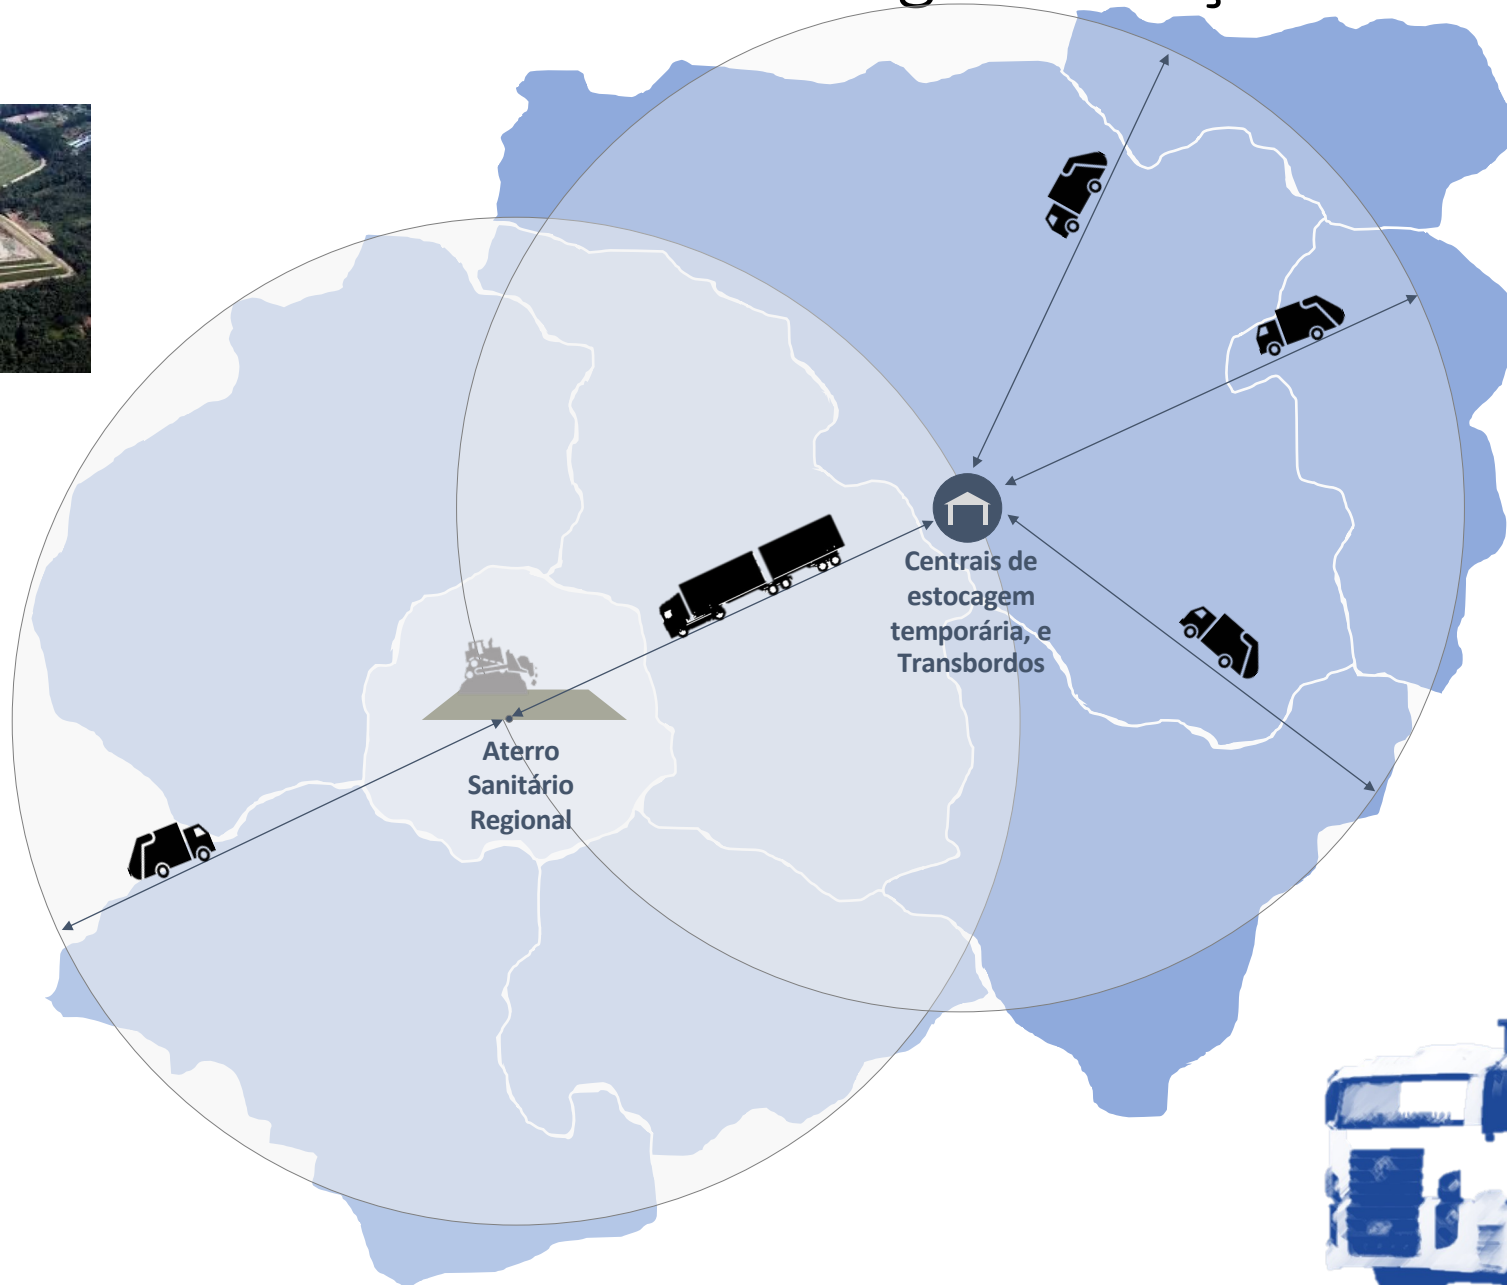 Centrais de
estocagem
temporária, e
Transbordos
Aterro
Sanitário
Regional